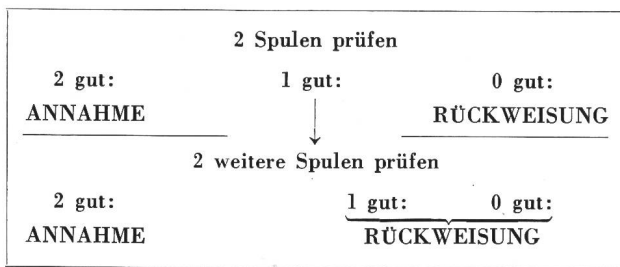 2 Spulen prüfen
2 gut: 1 gut: 0 gut:
ANNAHME RÜCKWEISUNG
2 weitere Spulen prüfen
2 gut: 1 gut: 0 gut:
ANNAHME RÜCKWEISUNG